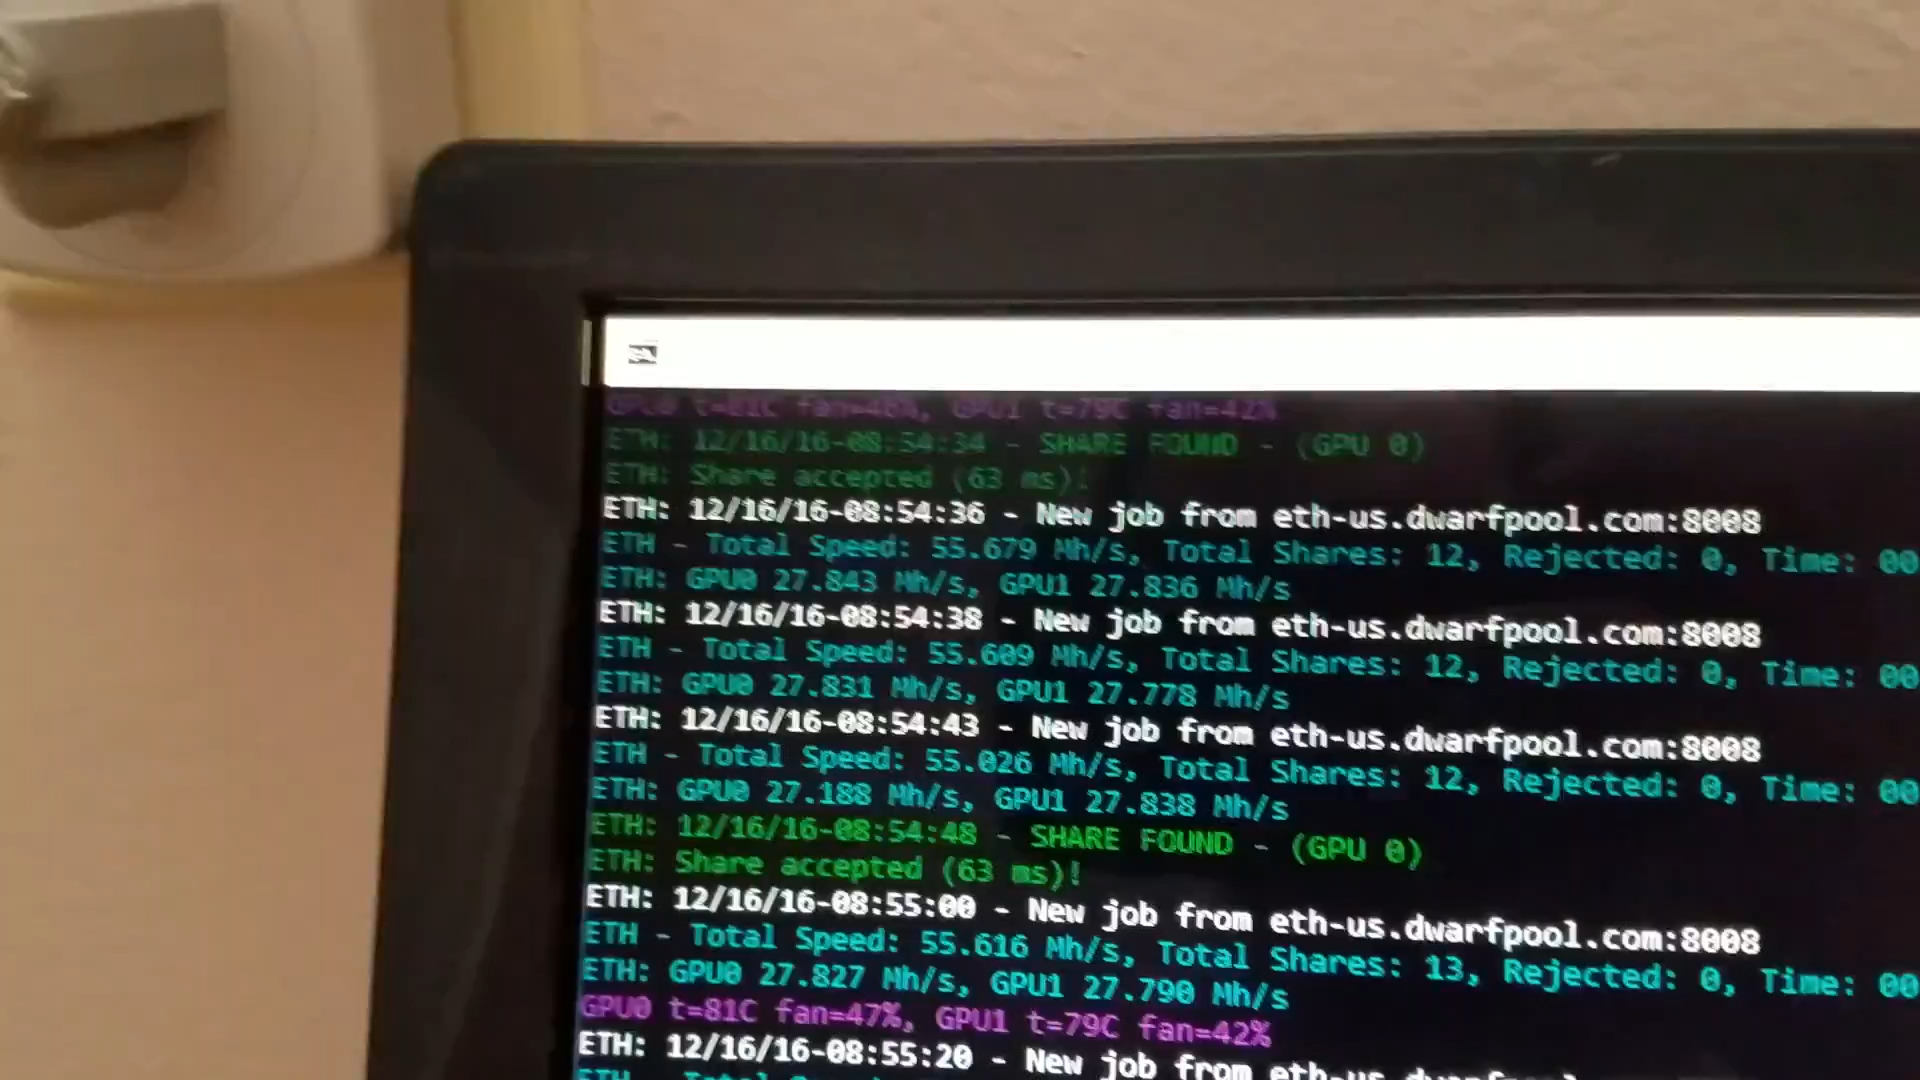 GPU0 t=81C fan=48%, GPU1 t=79C fan=42%
ETH: 12/16/16-08:54:34 - SHARE FOUND - (GPU 0)
ETH: Share accepted (63 ms)!
ETH: 12/16/16-08:54:36 - New job from eth-us.dwarfpool.com:8008
ETH - Total Speed: 55.679 Mh/s, Total Shares: 12, Rejected: 0, Time: 00
ETH: GPU0 27.843 Mh/s, GPU1 27.836 Mh/s
ETH: 12/16/16-08:54:38 - New job from eth-us.dwarfpool.com:8008
ETH - Total Speed: 55.609 Mh/s, Total Shares: 12, Rejected: 0, Time: 00
ETH: GPU0 27.831 Mh/s, GPU1 27.778 Mh/s
ETH: 12/16/16-08:54:43 - New job from eth-us.dwarfpool.com:8008
ETH - Total Speed: 55.026 Mh/s, Total Shares: 12, Rejected: 0, Time: 00
ETH: GPU0 27.188 Mh/s, GPU1 27.838 Mh/s
ETH: 12/16/16-08:54:48 - SHARE FOUND - (GPU 0)
ETH: Share accepted (63 ms)!
ETH: 12/16/16-08:55:00 - New job from eth-us.dwarfpool.com:8008
ETH - Total Speed: 55.616 Mh/s, Total Shares: 13, Rejected: 0, Time: 00
ETH: GPU0 27.827 Mh/s, GPU1 27.790 Mh/s
GPU0 t=81C fan=47%, GPU1 t=79C fan=42%
ETH: 12/16/16-08:55:20 - New job from